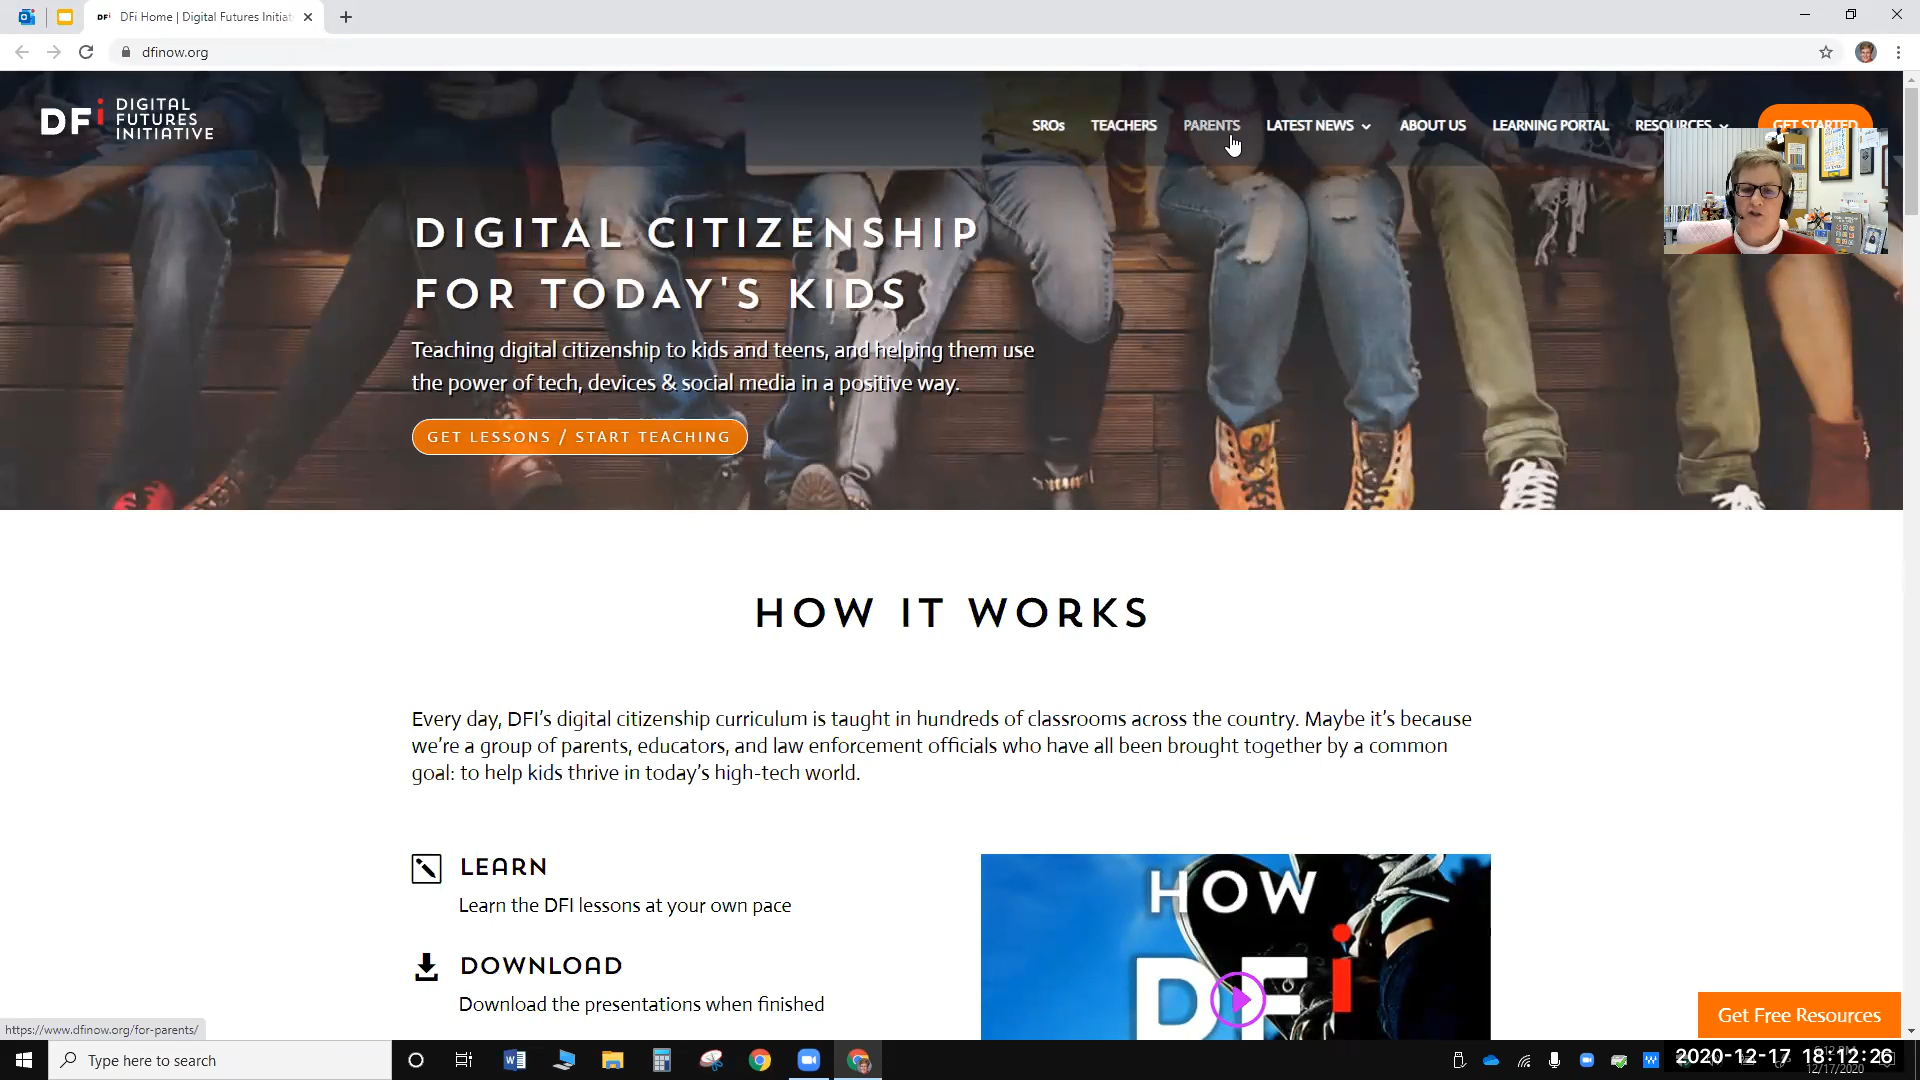 DFi Home | Digital Futures Initiat
dfinow.org
DFi DIGITAL
FUTURES
INITIATIVE
SROs TEACHERS PARENTS LATEST NEWS ABOUT US LEARNING PORTAL RESOURCES GET STARTED
DIGITAL CITIZENSHIP
FOR TODAY'S KIDS
Teaching digital citizenship to kids and teens, and helping them use
the power of tech, devices & social media in a positive way.
GET LESSONS / START TEACHING
HOW IT WORKS
Every day, DFI’s digital citizenship curriculum is taught in hundreds of classrooms across the country. Maybe it’s because
we’re a group of parents, educators, and law enforcement officials who have all been brought together by a common
goal: to help kids thrive in today’s high-tech world.
LEARN
Learn the DFI lessons at your own pace
DOWNLOAD
Download the presentations when finished
HOW
DFi
Get Free Resources
https://www.dfinow.org/for-parents/
Type here to search
2020-12-17 18:12:26
12/17/2020